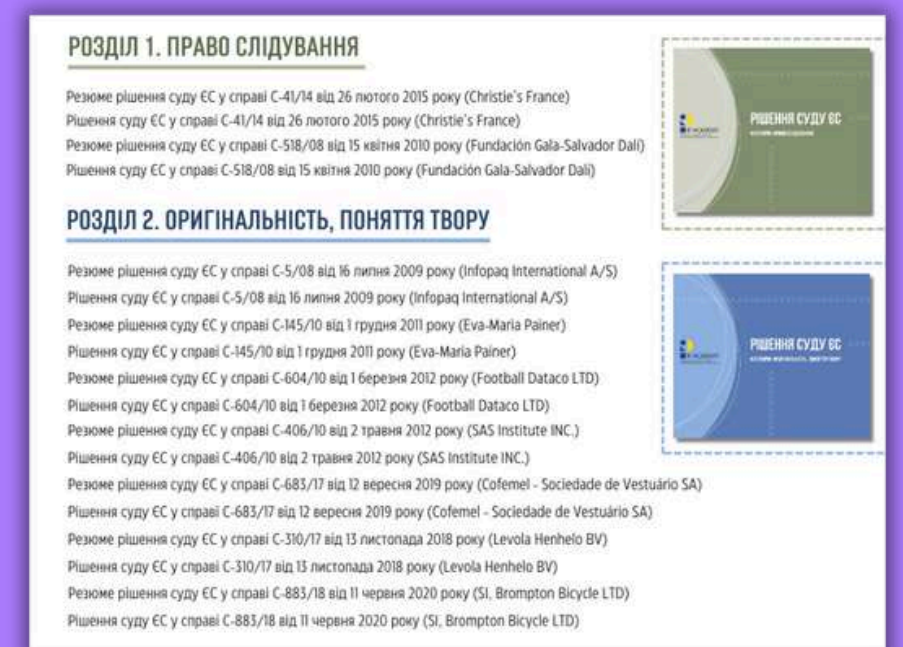 РОЗДІЛ 1. ПРАВО СЛІДУВАННЯ
Резюме рішення суду ЄС у справі С-41/14 від 26 лютого 2015 року (Christie's France)
Рішення суду ЄС у справі С-41/14 від 26 лютого 2015 року (Christie's France)
Резюме рішення суду ЄС у справі С-518/08 від 15 квітня 2010 року (Fundación Gala-Salvador Dalí)
Рішення суду ЄС у справі С-518/08 від 15 квітня 2010 року (Fundación Gala-Salvador Dalí)
РІШЕННЯ СУДУ ЄС
РОЗДІЛ 2. ОРИГІНАЛЬНІСТЬ, ПОНЯТТЯ ТВОРУ
Резюме рішення суду ЄС у справі С-5/08 від 16 липня 2009 року (Infopaq International A/S)
Рішення суду ЄС у справі С-5/08 від 16 липня 2009 року (Infopaq International A/S)
Резюме рішення суду ЄС у справі С-145/10 від 1 грудня 2011 року (Eva-Maria Painer)
Рішення суду ЄС у справі С-145/10 від 1 грудня 2011 року (Eva-Maria Painer)
Резюме рішення суду ЄС у справі С-604/10 від 1 березня 2012 року (Football Dataco LTD)
Рішення суду ЄС у справі С-604/10 від 1 березня 2012 року (Football Dataco LTD)
Резюме рішення суду ЄС у справі С-406/10 від 2 травня 2012 року (SAS Institute INC.)
Рішення суду ЄС у справі С-406/10 від 2 травня 2012 року (SAS Institute INC.)
Резюме рішення суду ЄС у справі С-683/17 від 12 вересня 2019 року (Cofemel - Sociedade de Vestuário SA)
Рішення суду ЄС у справі С-683/17 від 12 вересня 2019 року (Cofemel - Sociedade de Vestuário SA)
Резюме рішення суду ЄС у справі С-310/17 від 13 листопада 2018 року (Levola Henhelo BV)
Рішення суду ЄС у справі С-310/17 від 13 листопада 2018 року (Levola Henhelo BV)
Резюме рішення суду ЄС у справі С-883/18 від 11 червня 2020 року (SI, Brompton Bicycle LTD)
Рішення суду ЄС у справі С-883/18 від 11 червня 2020 року (SI, Brompton Bicycle LTD)
РІШЕННЯ СУДУ ЄС